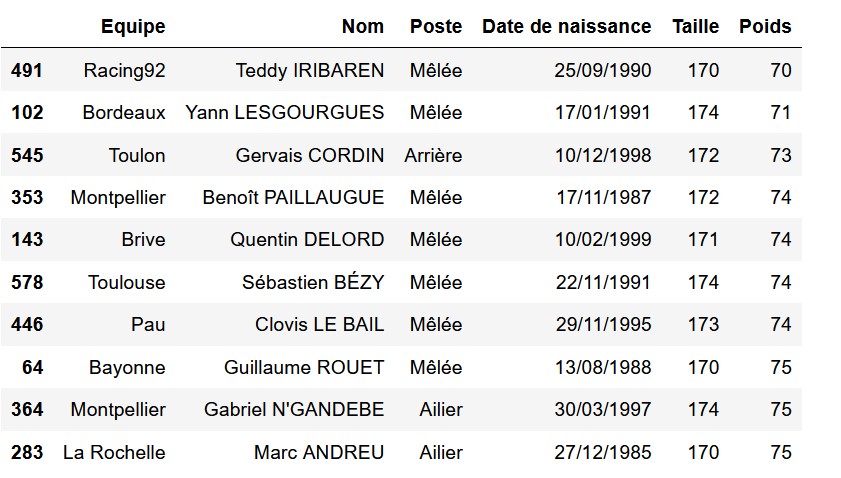 Equipe Nom Poste Date de naissance Taille Poids
491 Racing92 Teddy IRIBAREN Mêlée 25/09/1990 170 70
102 Bordeaux Yann LESGOURGUES Mêlée 17/01/1991 174 71
545 Toulon Gervais CORDIN Arrière 10/12/1998 172 73
353 Montpellier Benoît PAILLAUGUE Mêlée 17/11/1987 172 74
143 Brive Quentin DELORD Mêlée 10/02/1999 171 74
578 Toulouse Sébastien BÉZY Mêlée 22/11/1991 174 74
446 Pau Clovis LE BAIL Mêlée 29/11/1995 173 74
64 Bayonne Guillaume ROUET Mêlée 13/08/1988 170 75
364 Montpellier Gabriel N'GANDEBE Ailier 30/03/1997 174 75
283 La Rochelle Marc ANDREU Ailier 27/12/1985 170 75